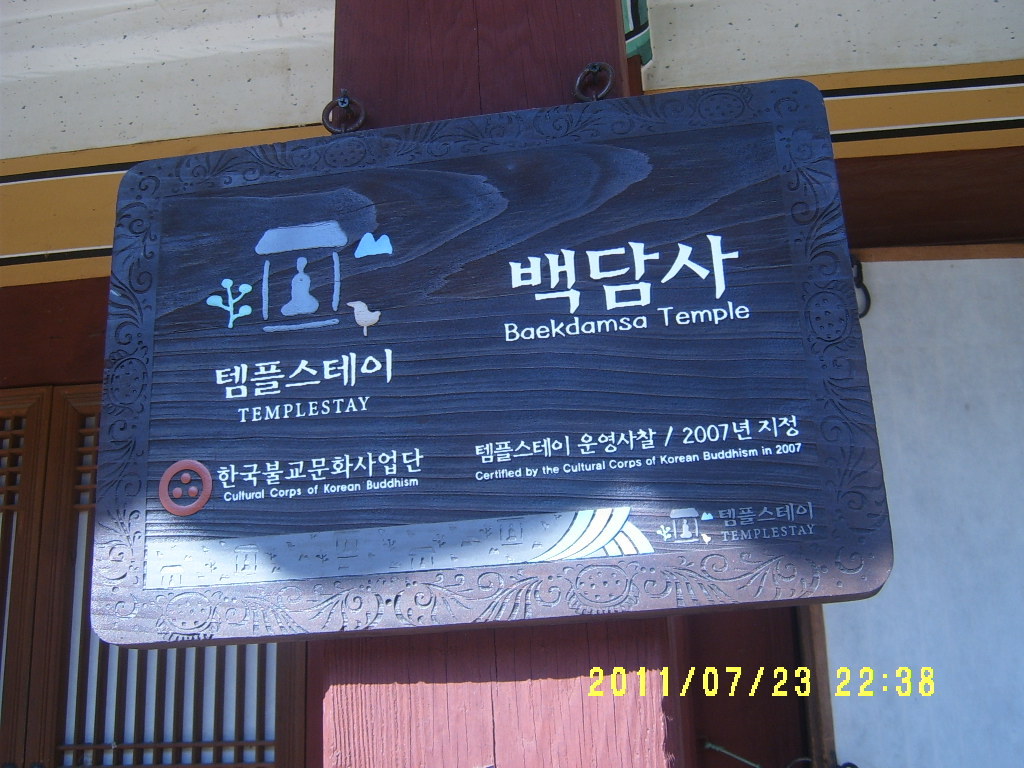 템플스테이
TEMPLESTAY
백담사
Baekdamsa Temple
한국불교문화사업단
Cultural Corps of Korean Buddhism
템플스테이 운영사찰 / 2007년 지정
Certified by the Cultural Corps of Korean Buddhism in 2007
템플스테이
TEMPLESTAY
2011/07/23 22:38